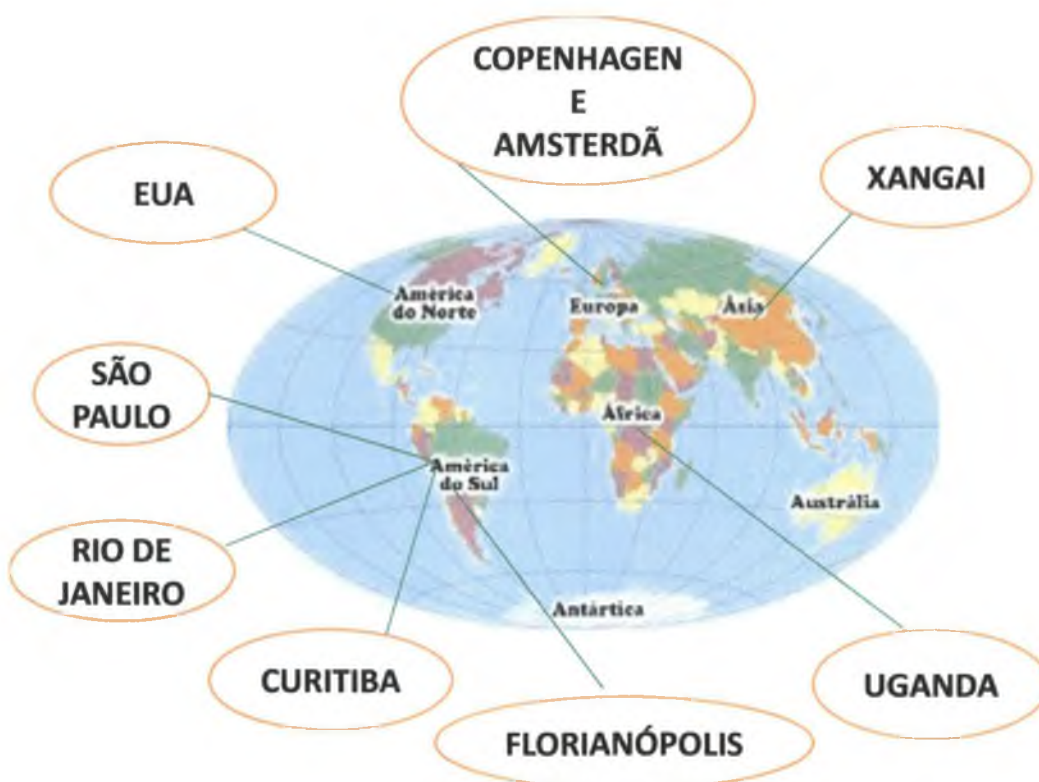 COPENHAGEN
E
AMSTERDÃ
EUA
XANGAI
América
do Norte
Europa
Ásia
SÃO
PAULO
África
América
do Sul
Austrália
RIO DE
JANEIRO
Antártica
CURITIBA
UGANDA
FLORIANÓPOLIS